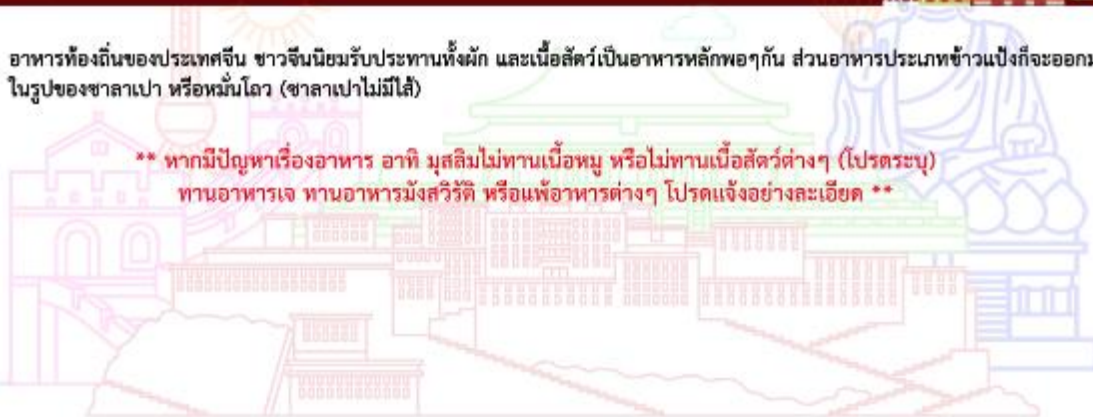 อาหารท้องถิ่นของประเทศจีน ชาวจีนนิยมรับประทานทั้งผัก และเนื้อสัตว์เป็นอาหารหลักพอๆกัน ส่วนอาหารประเภทข้าวแป้งก็จะออกม
ในรูปของซาลาเปา หรือหมั่นโถว (ซาลาเปาไม่มีไส้)
** หากมีปัญหาเรื่องอาหาร อาทิ มุสลิมไม่ทานเนื้อหมู หรือไม่ทานเนื้อสัตว์ต่างๆ (โปรดระบุ)
ทานอาหารเจ ทานอาหารมังสวิรัติ หรือแพ้อาหารต่างๆ โปรดแจ้งอย่างละเอียด **